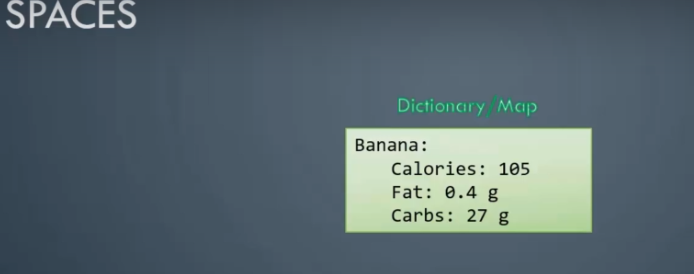 SPACES
Dictionary/Map
Banana:
Calories: 105
Fat: 0.4 g
Carbs: 27 g